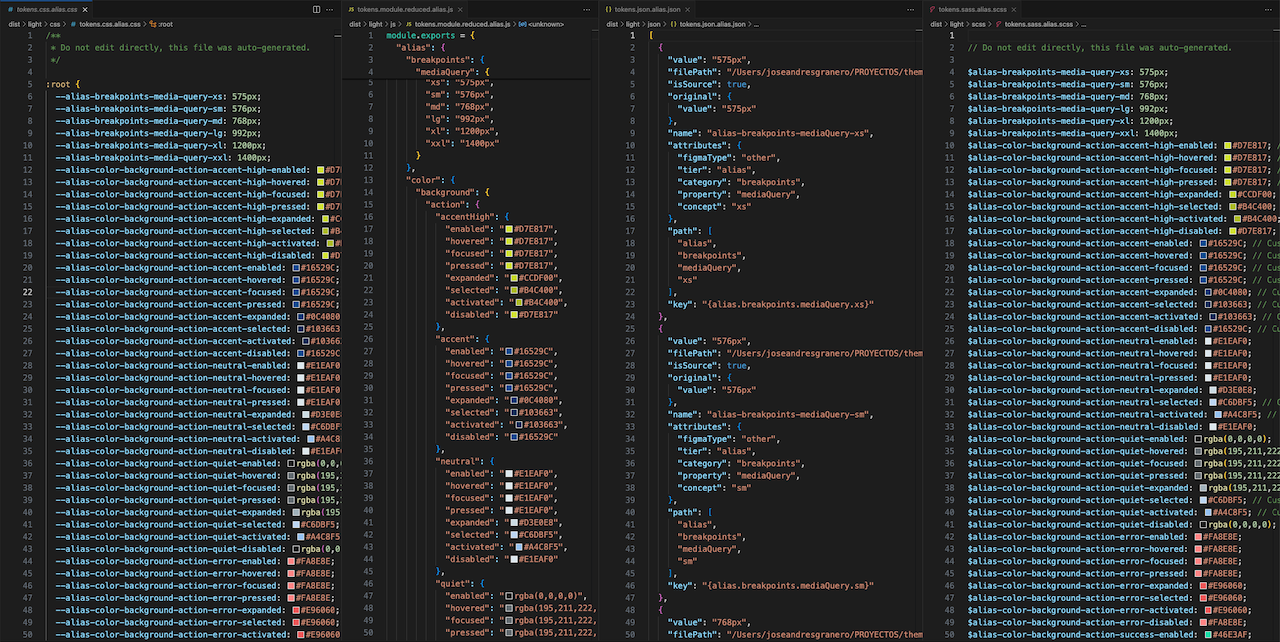 tokens.css.alias.css
dist > light > css > tokens.css.alias.css > :root
1 /**
2  * Do not edit directly, this file was auto-generated.
3  */
4
5 :root {
6   --alias-breakpoints-media-query-xs: 575px;
7   --alias-breakpoints-media-query-sm: 576px;
8   --alias-breakpoints-media-query-md: 768px;
9   --alias-breakpoints-media-query-lg: 992px;
10   --alias-breakpoints-media-query-xl: 1200px;
11   --alias-breakpoints-media-query-xxl: 1400px;
12   --alias-color-background-action-accent-high-enabled: #D7
13   --alias-color-background-action-accent-high-hovered: #D7
14   --alias-color-background-action-accent-high-focused: #D7
15   --alias-color-background-action-accent-high-pressed: #D7
16   --alias-color-background-action-accent-high-expanded: #C
17   --alias-color-background-action-accent-high-selected: #B
18   --alias-color-background-action-accent-high-activated: #
19   --alias-color-background-action-accent-high-disabled: #D
20   --alias-color-background-action-accent-enabled: #16529C;
21   --alias-color-background-action-accent-hovered: #16529C;
22   --alias-color-background-action-accent-focused: #16529C;
23   --alias-color-background-action-accent-pressed: #16529C;
24   --alias-color-background-action-accent-expanded: #0C4080
25   --alias-color-background-action-accent-selected: #103663
26   --alias-color-background-action-accent-activated: #10366
27   --alias-color-background-action-accent-disabled: #16529C
28   --alias-color-background-action-neutral-enabled: #E1EAF0
29   --alias-color-background-action-neutral-hovered: #E1EAF0
30   --alias-color-background-action-neutral-focused: #E1EAF0
31   --alias-color-background-action-neutral-pressed: #E1EAF0
32   --alias-color-background-action-neutral-expanded: #D3E0E
33   --alias-color-background-action-neutral-selected: #C6DBF
34   --alias-color-background-action-neutral-activated: #A4C8
35   --alias-color-background-action-neutral-disabled: #E1EAF
36   --alias-color-background-action-quiet-enabled: rgba(0,0,
37   --alias-color-background-action-quiet-hovered: rgba(195,
38   --alias-color-background-action-quiet-focused: rgba(195,
39   --alias-color-background-action-quiet-pressed: rgba(195,
40   --alias-color-background-action-quiet-expanded: rgba(195
41   --alias-color-background-action-quiet-selected: #C6DBF5;
42   --alias-color-background-action-quiet-activated: #A4C8F5
43   --alias-color-background-action-quiet-disabled: rgba(0,0
44   --alias-color-background-action-error-enabled: #FA8E8E;
45   --alias-color-background-action-error-hovered: #FA8E8E;
46   --alias-color-background-action-error-focused: #FA8E8E;
47   --alias-color-background-action-error-pressed: #FA8E8E;
48   --alias-color-background-action-error-expanded: #E96060;
49   --alias-color-background-action-error-selected: #E96060;
50   --alias-color-background-action-error-activated: #E96060
tokens.module.reduced.alias.js
dist > light > js > tokens.module.reduced.alias.js > <unknown>
1 module.exports = {
2   "alias": {
3     "breakpoints": {
4       "mediaQuery": {
5         "xs": "575px",
6         "sm": "576px",
7         "md": "768px",
8         "lg": "992px",
9         "xl": "1200px",
10         "xxl": "1400px"
11       }
12     },
13     "color": {
14       "background": {
15         "action": {
16           "accentHigh": {
17             "enabled": "#D7E817",
18             "hovered": "#D7E817",
19             "focused": "#D7E817",
20             "pressed": "#D7E817",
21             "expanded": "#CCDF00",
22             "selected": "#B4C400",
23             "activated": "#B4C400",
24             "disabled": "#D7E817"
25           },
26           "accent": {
27             "enabled": "#16529C",
28             "hovered": "#16529C",
29             "focused": "#16529C",
30             "pressed": "#16529C",
31             "expanded": "#0C4080",
32             "selected": "#103663",
33             "activated": "#103663",
34             "disabled": "#16529C"
35           },
36           "neutral": {
37             "enabled": "#E1EAF0",
38             "hovered": "#E1EAF0",
39             "focused": "#E1EAF0",
40             "pressed": "#E1EAF0",
41             "expanded": "#D3E0E8",
42             "selected": "#C6DBF5",
43             "activated": "#A4C8F5",
44             "disabled": "#E1EAF0"
45           },
46           "quiet": {
47             "enabled": "rgba(0,0,0,0)",
48             "hovered": "rgba(195,211,222,
49             "focused": "rgba(195,211,222,
50             "pressed": "rgba(195,211,222,
tokens.json.alias.json
dist > light > json > tokens.json.alias.json > ...
1 [
2   {
3     "value": "575px",
4     "filePath": "/Users/joseandresgranero/PROYECTOS/them
5     "isSource": true,
6     "original": {
7       "value": "575px"
8     },
9     "name": "alias-breakpoints-mediaQuery-xs",
10     "attributes": {
11       "figmaType": "other",
12       "tier": "alias",
13       "category": "breakpoints",
14       "property": "mediaQuery",
15       "concept": "xs"
16     },
17     "path": [
18       "alias",
19       "breakpoints",
20       "mediaQuery",
21       "xs"
22     ],
23     "key": "{alias.breakpoints.mediaQuery.xs}"
24   },
25   {
26     "value": "576px",
27     "filePath": "/Users/joseandresgranero/PROYECTOS/them
28     "isSource": true,
29     "original": {
30       "value": "576px"
31     },
32     "name": "alias-breakpoints-mediaQuery-sm",
33     "attributes": {
34       "figmaType": "other",
35       "tier": "alias",
36       "category": "breakpoints",
37       "property": "mediaQuery",
38       "concept": "sm"
39     },
40     "path": [
41       "alias",
42       "breakpoints",
43       "mediaQuery",
44       "sm"
45     ],
46     "key": "{alias.breakpoints.mediaQuery.sm}"
47   },
48   {
49     "value": "768px",
50     "filePath": "/Users/joseandresgranero/PROYECTOS/them
tokens.sass.alias.scss
dist > light > scss > tokens.sass.alias.scss > ...
1
2 // Do not edit directly, this file was auto-generated.
3
4 $alias-breakpoints-media-query-xs: 575px;
5 $alias-breakpoints-media-query-sm: 576px;
6 $alias-breakpoints-media-query-md: 768px;
7 $alias-breakpoints-media-query-lg: 992px;
8 $alias-breakpoints-media-query-xl: 1200px;
9 $alias-breakpoints-media-query-xxl: 1400px;
10 $alias-color-background-action-accent-high-enabled: #D7E817; /
11 $alias-color-background-action-accent-high-hovered: #D7E817; /
12 $alias-color-background-action-accent-high-focused: #D7E817; /
13 $alias-color-background-action-accent-high-pressed: #D7E817; /
14 $alias-color-background-action-accent-high-expanded: #CCDF00;
15 $alias-color-background-action-accent-high-selected: #B4C400;
16 $alias-color-background-action-accent-high-activated: #B4C400;
17 $alias-color-background-action-accent-high-disabled: #D7E817;
18 $alias-color-background-action-accent-enabled: #16529C; // Cus
19 $alias-color-background-action-accent-hovered: #16529C; // Cus
20 $alias-color-background-action-accent-focused: #16529C; // Cus
21 $alias-color-background-action-accent-pressed: #16529C; // Cus
22 $alias-color-background-action-accent-expanded: #0C4080; // Cu
23 $alias-color-background-action-accent-selected: #103663; // Cu
24 $alias-color-background-action-accent-activated: #103663; // C
25 $alias-color-background-action-accent-disabled: #16529C; // Cu
26 $alias-color-background-action-neutral-enabled: #E1EAF0;
27 $alias-color-background-action-neutral-hovered: #E1EAF0;
28 $alias-color-background-action-neutral-focused: #E1EAF0;
29 $alias-color-background-action-neutral-pressed: #E1EAF0;
30 $alias-color-background-action-neutral-expanded: #D3E0E8;
31 $alias-color-background-action-neutral-selected: #C6DBF5; // C
32 $alias-color-background-action-neutral-activated: #A4C8F5; //
33 $alias-color-background-action-neutral-disabled: #E1EAF0;
34 $alias-color-background-action-quiet-enabled: rgba(0,0,0,0);
35 $alias-color-background-action-quiet-hovered: rgba(195,211,222
36 $alias-color-background-action-quiet-focused: rgba(195,211,222
37 $alias-color-background-action-quiet-pressed: rgba(195,211,222
38 $alias-color-background-action-quiet-expanded: rgba(195,211,22
39 $alias-color-background-action-quiet-selected: #C6DBF5; // Cus
40 $alias-color-background-action-quiet-activated: #A4C8F5; // Cu
41 $alias-color-background-action-quiet-disabled: rgba(0,0,0,0);
42 $alias-color-background-action-error-enabled: #FA8E8E;
43 $alias-color-background-action-error-hovered: #FA8E8E;
44 $alias-color-background-action-error-focused: #FA8E8E;
45 $alias-color-background-action-error-pressed: #FA8E8E;
46 $alias-color-background-action-error-expanded: #E96060;
47 $alias-color-background-action-error-selected: #E96060;
48 $alias-color-background-action-error-activated: #E96060;
49 $alias-color-background-action-error-disabled: #FA8E8E;
50 $alias-color-background-action-success-enabled: #46E3AF;